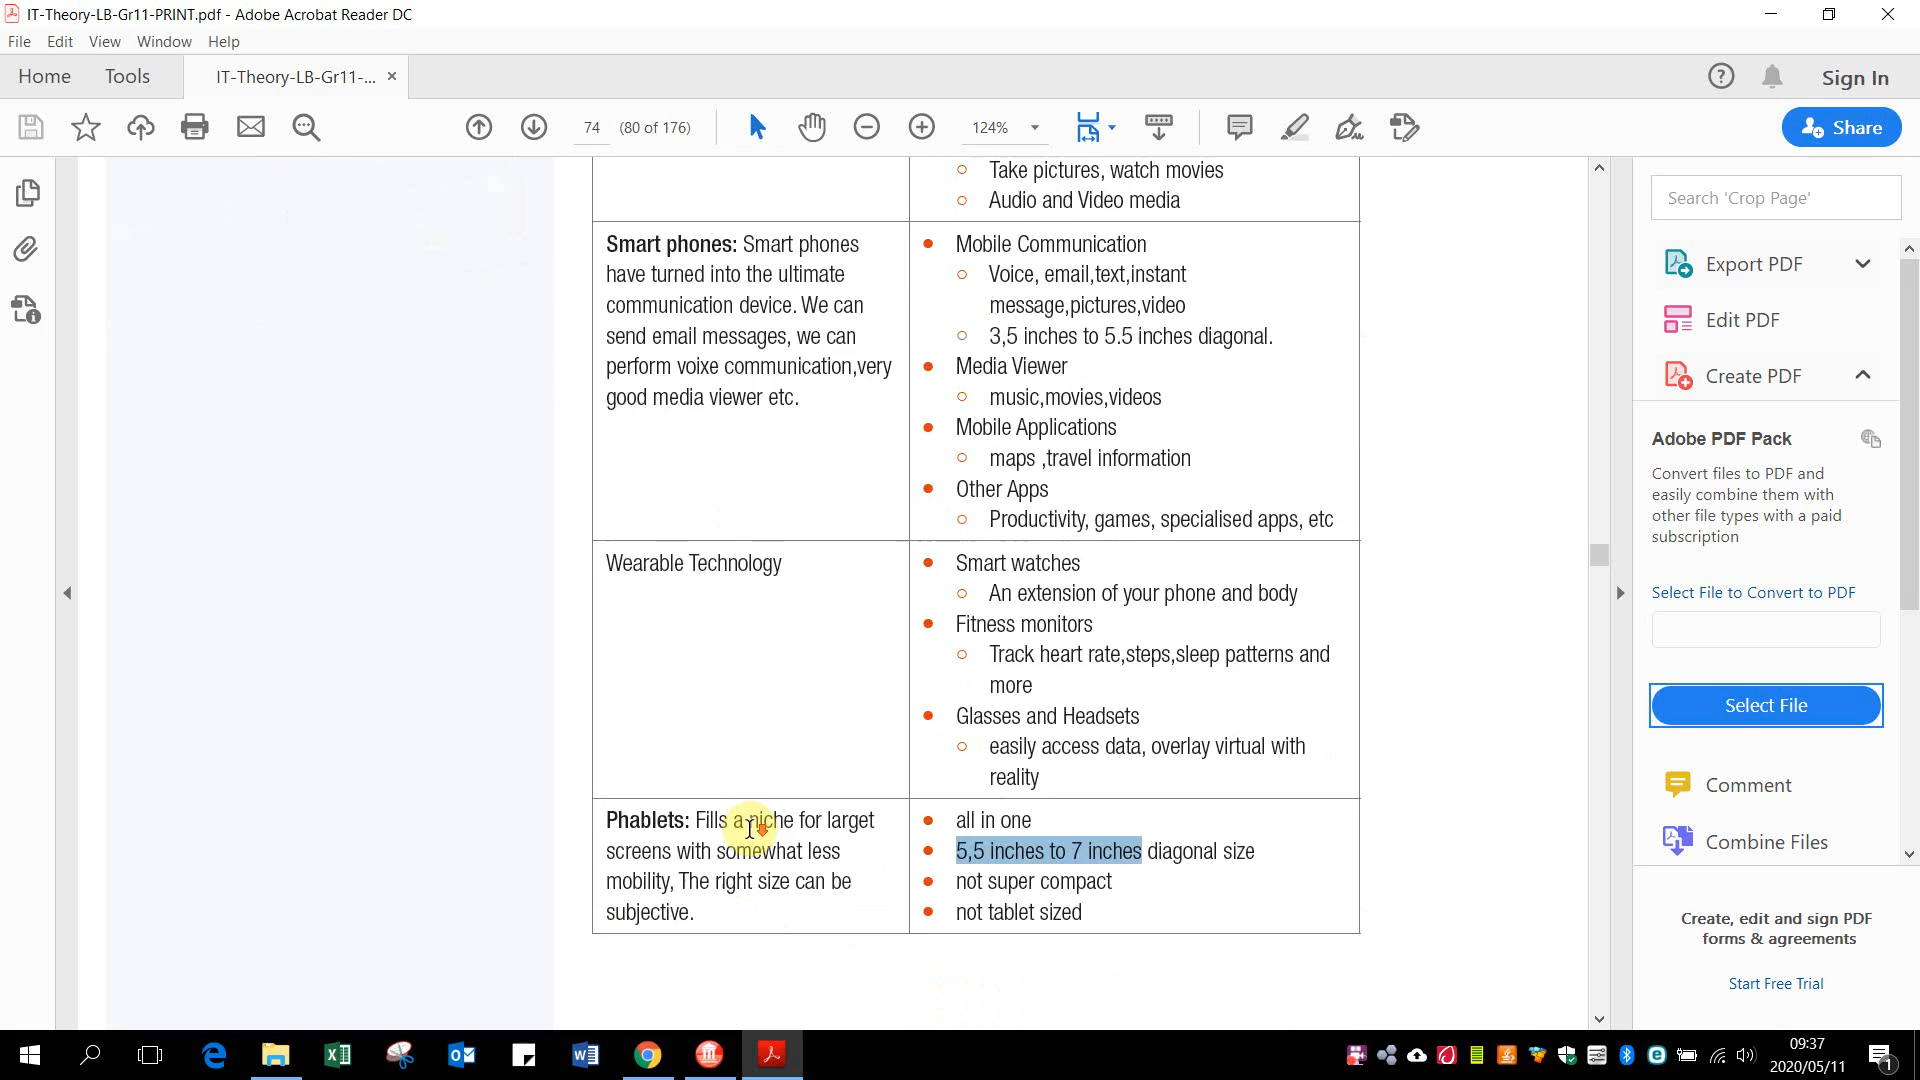 IT-Theory-LB-Gr11-PRINT.pdf - Adobe Acrobat Reader DC
File Edit View Window Help
Home Tools IT-Theory-LB-Gr11-... × Sign In
74 (80 of 176) 124% Share
Take pictures, watch movies
Audio and Video media
Smart phones: Smart phones
have turned into the ultimate
communication device. We can
send email messages, we can
perform voixe communication,very
good media viewer etc.
Mobile Communication
Voice, email,text,instant
message,pictures,video
3,5 inches to 5.5 inches diagonal.
Media Viewer
music,movies,videos
Mobile Applications
maps ,travel information
Other Apps
Productivity, games, specialised apps, etc
Wearable Technology
Smart watches
An extension of your phone and body
Fitness monitors
Track heart rate,steps,sleep patterns and
more
Glasses and Headsets
easily access data, overlay virtual with
reality
Phablets: Fills a niche for larget
screens with somewhat less
mobility, The right size can be
subjective.
all in one
5,5 inches to 7 inches diagonal size
not super compact
not tablet sized
Search 'Crop Page'
Export PDF
Edit PDF
Create PDF
Adobe PDF Pack
Convert files to PDF and
easily combine them with
other file types with a paid
subscription
Select File to Convert to PDF
Select File
Comment
Combine Files
Create, edit and sign PDF
forms & agreements
Start Free Trial
09:37
2020/05/11
1